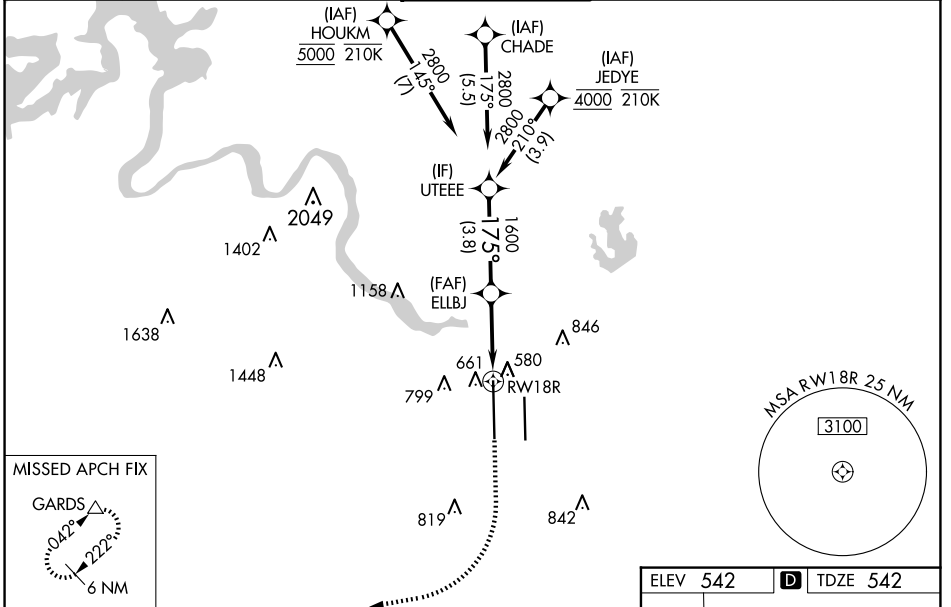 (IAF)
HOUKM
5000 210K
(IAF)
CHADE
(IAF)
JEDYE
4000 210K
2800
145°
(7)
2800
175°
(5.5)
2800
210°
(3.9)
(IF)
UTEEE
1600
175°
(3.8)
2049
1402
1158
(FAF)
ELLBJ
1638
846
1448
661
580
799
RW18R
MSA RW18R 25 NM
3100
MISSED APCH FIX
GARDS
042°
222°
6 NM
819
842
ELEV 542
D
TDZE 542